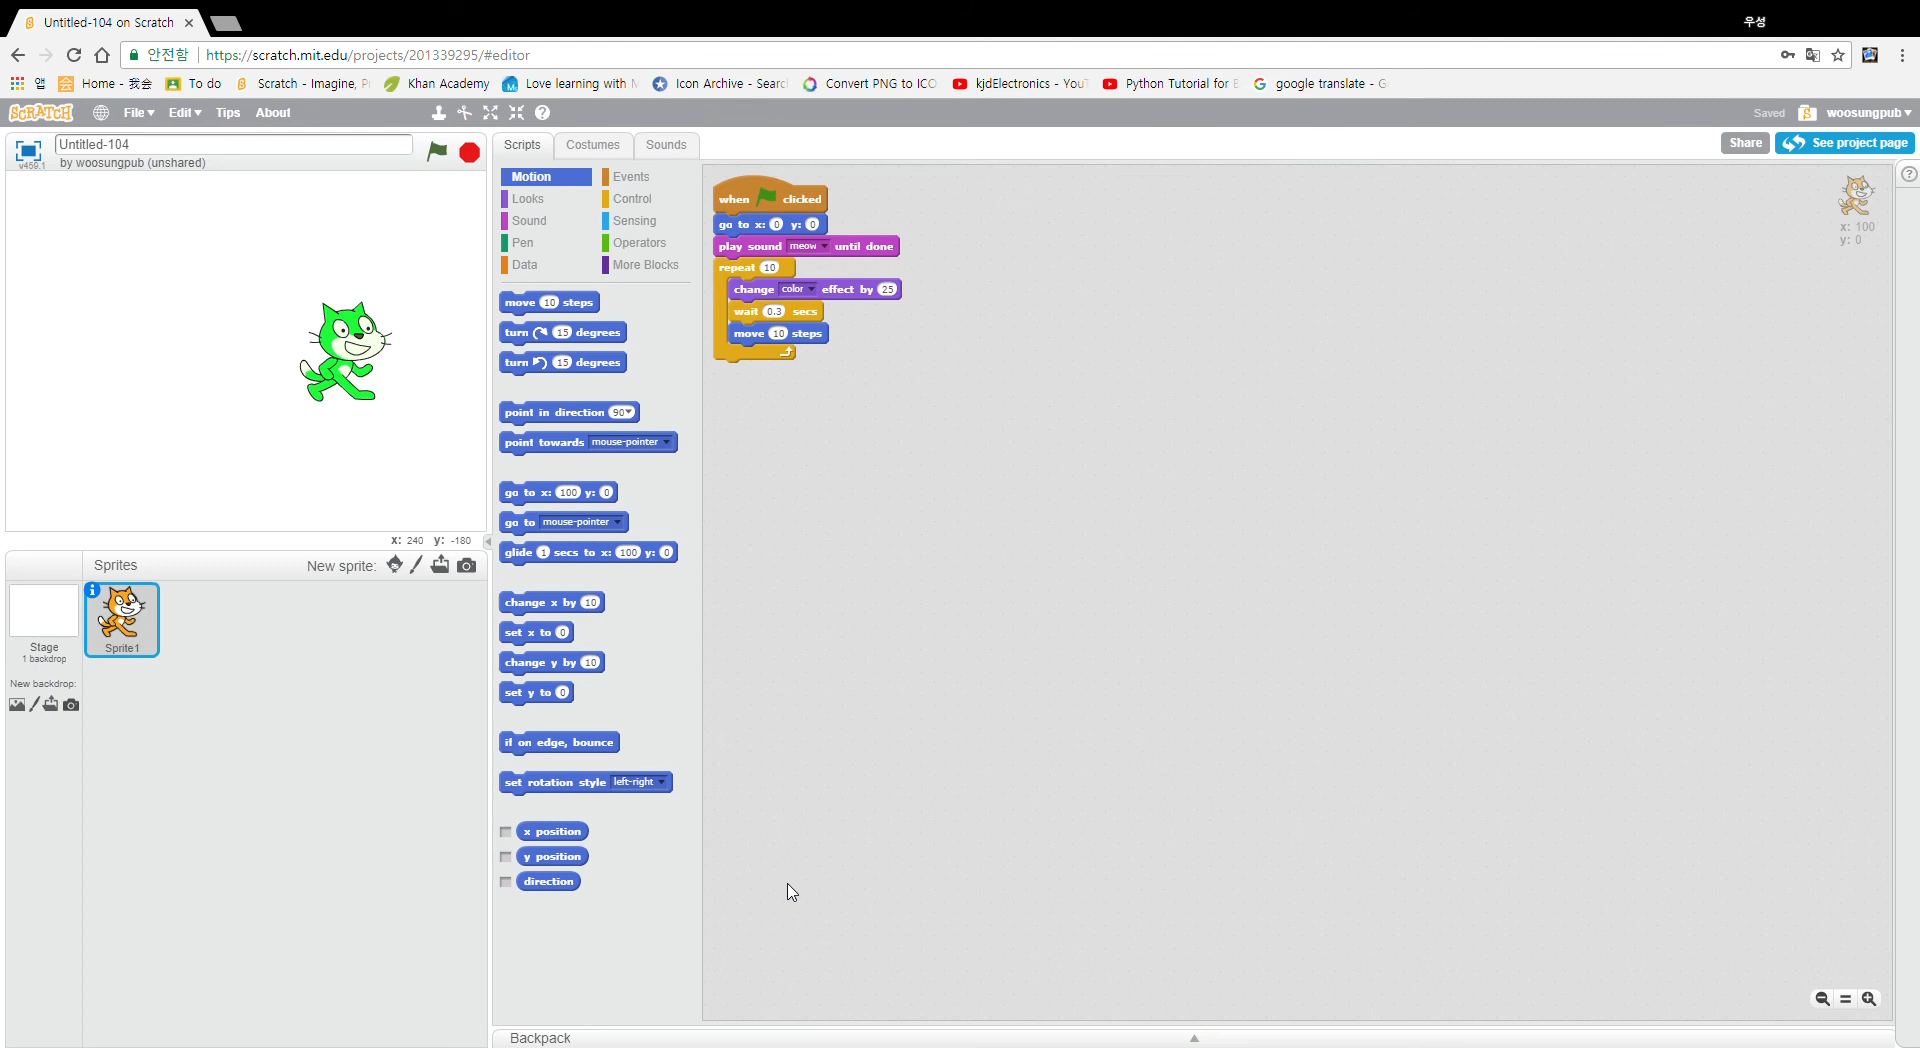 Untitled-104 on Scratch
우성
안전함 https://scratch.mit.edu/projects/201339295/#editor
앱 Home - 我会 To do Scratch - Imagine, Khan Academy Love learning with Icon Archive - Searc Convert PNG to ICO kjdElectronics - You Python Tutorial for google translate - G
SCRATCH File Edit Tips About Saved woosungpub
Untitled-104
v459.1 by woosungpub (unshared)
Scripts Costumes Sounds
Share See project page
Motion Events
Looks Control
Sound Sensing
Pen Operators
Data More Blocks
move 10 steps
turn 15 degrees
turn 15 degrees
point in direction 90
point towards mouse-pointer
go to x: 100 y: 0
go to mouse-pointer
glide 1 secs to x: 100 y: 0
change x by 10
set x to 0
change y by 10
set y to 0
if on edge, bounce
set rotation style left-right
x position
y position
direction
when clicked
go to x: 0 y: 0
play sound meow until done
repeat 10
change color effect by 25
wait 0.3 secs
move 10 steps
x: 100
y: 0
x: 240 y: -180
Sprites New sprite:
Sprite1
Stage
1 backdrop
New backdrop:
Backpack